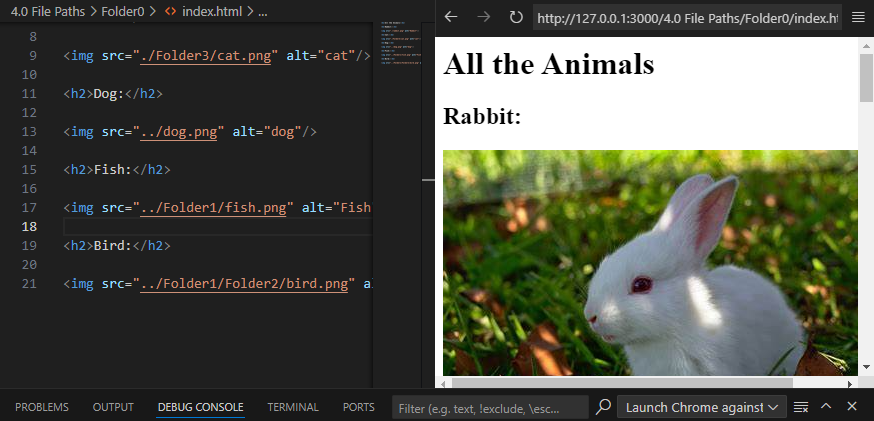 4.0 File Paths > Folder0 > <> index.html > ...
8
9 <img src="./Folder3/cat.png" alt="cat"/>
10
11 <h2>Dog:</h2>
12
13 <img src="../dog.png" alt="dog"/>
14
15 <h2>Fish:</h2>
16
17 <img src="../Folder1/fish.png" alt="Fish
18
19 <h2>Bird:</h2>
20
21 <img src="../Folder1/Folder2/bird.png" a
http://127.0.0.1:3000/4.0 File Paths/Folder0/index.ht
All the Animals
Rabbit:
PROBLEMS OUTPUT DEBUG CONSOLE TERMINAL PORTS Filter (e.g. text, !exclude, \esc... Launch Chrome against